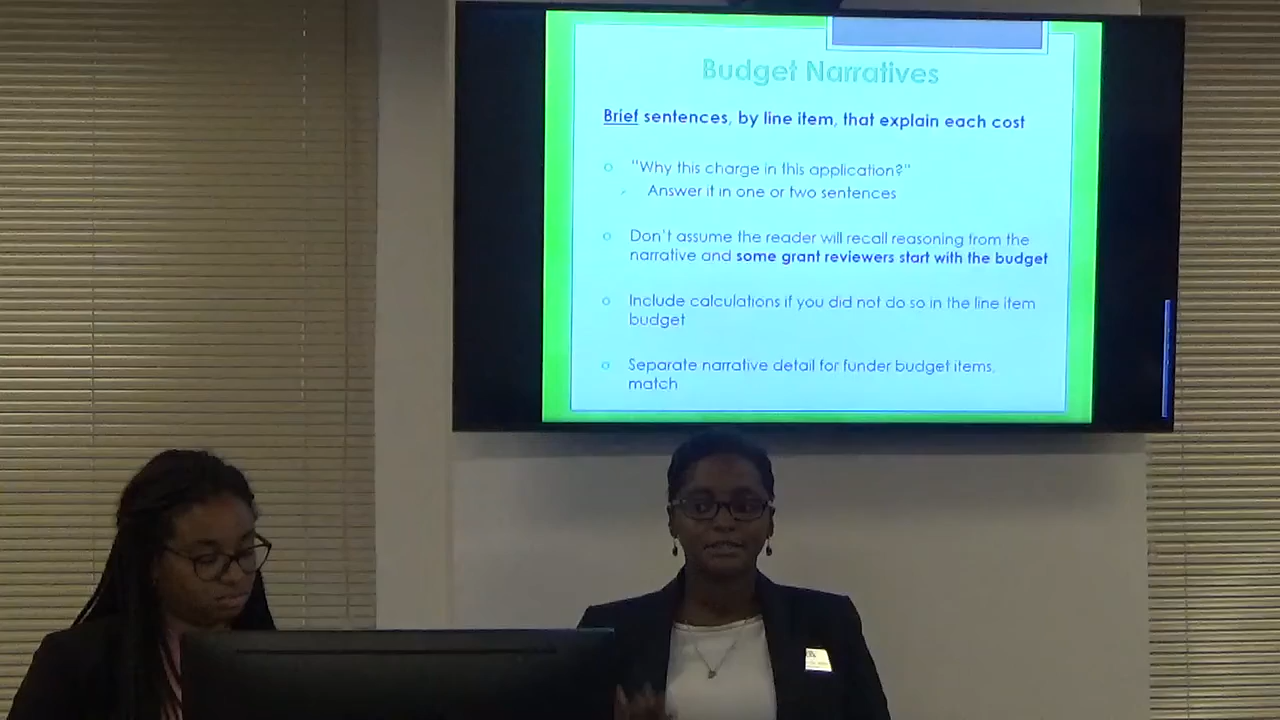 Budget Narratives
Brief sentences, by line item, that explain each cost
"Why this charge in this application?"
Answer it in one or two sentences
Don't assume the reader will recall reasoning from the
narrative and some grant reviewers start with the budget
Include calculations if you did not do so in the line item
budget
Separate narrative detail for funder budget items,
match